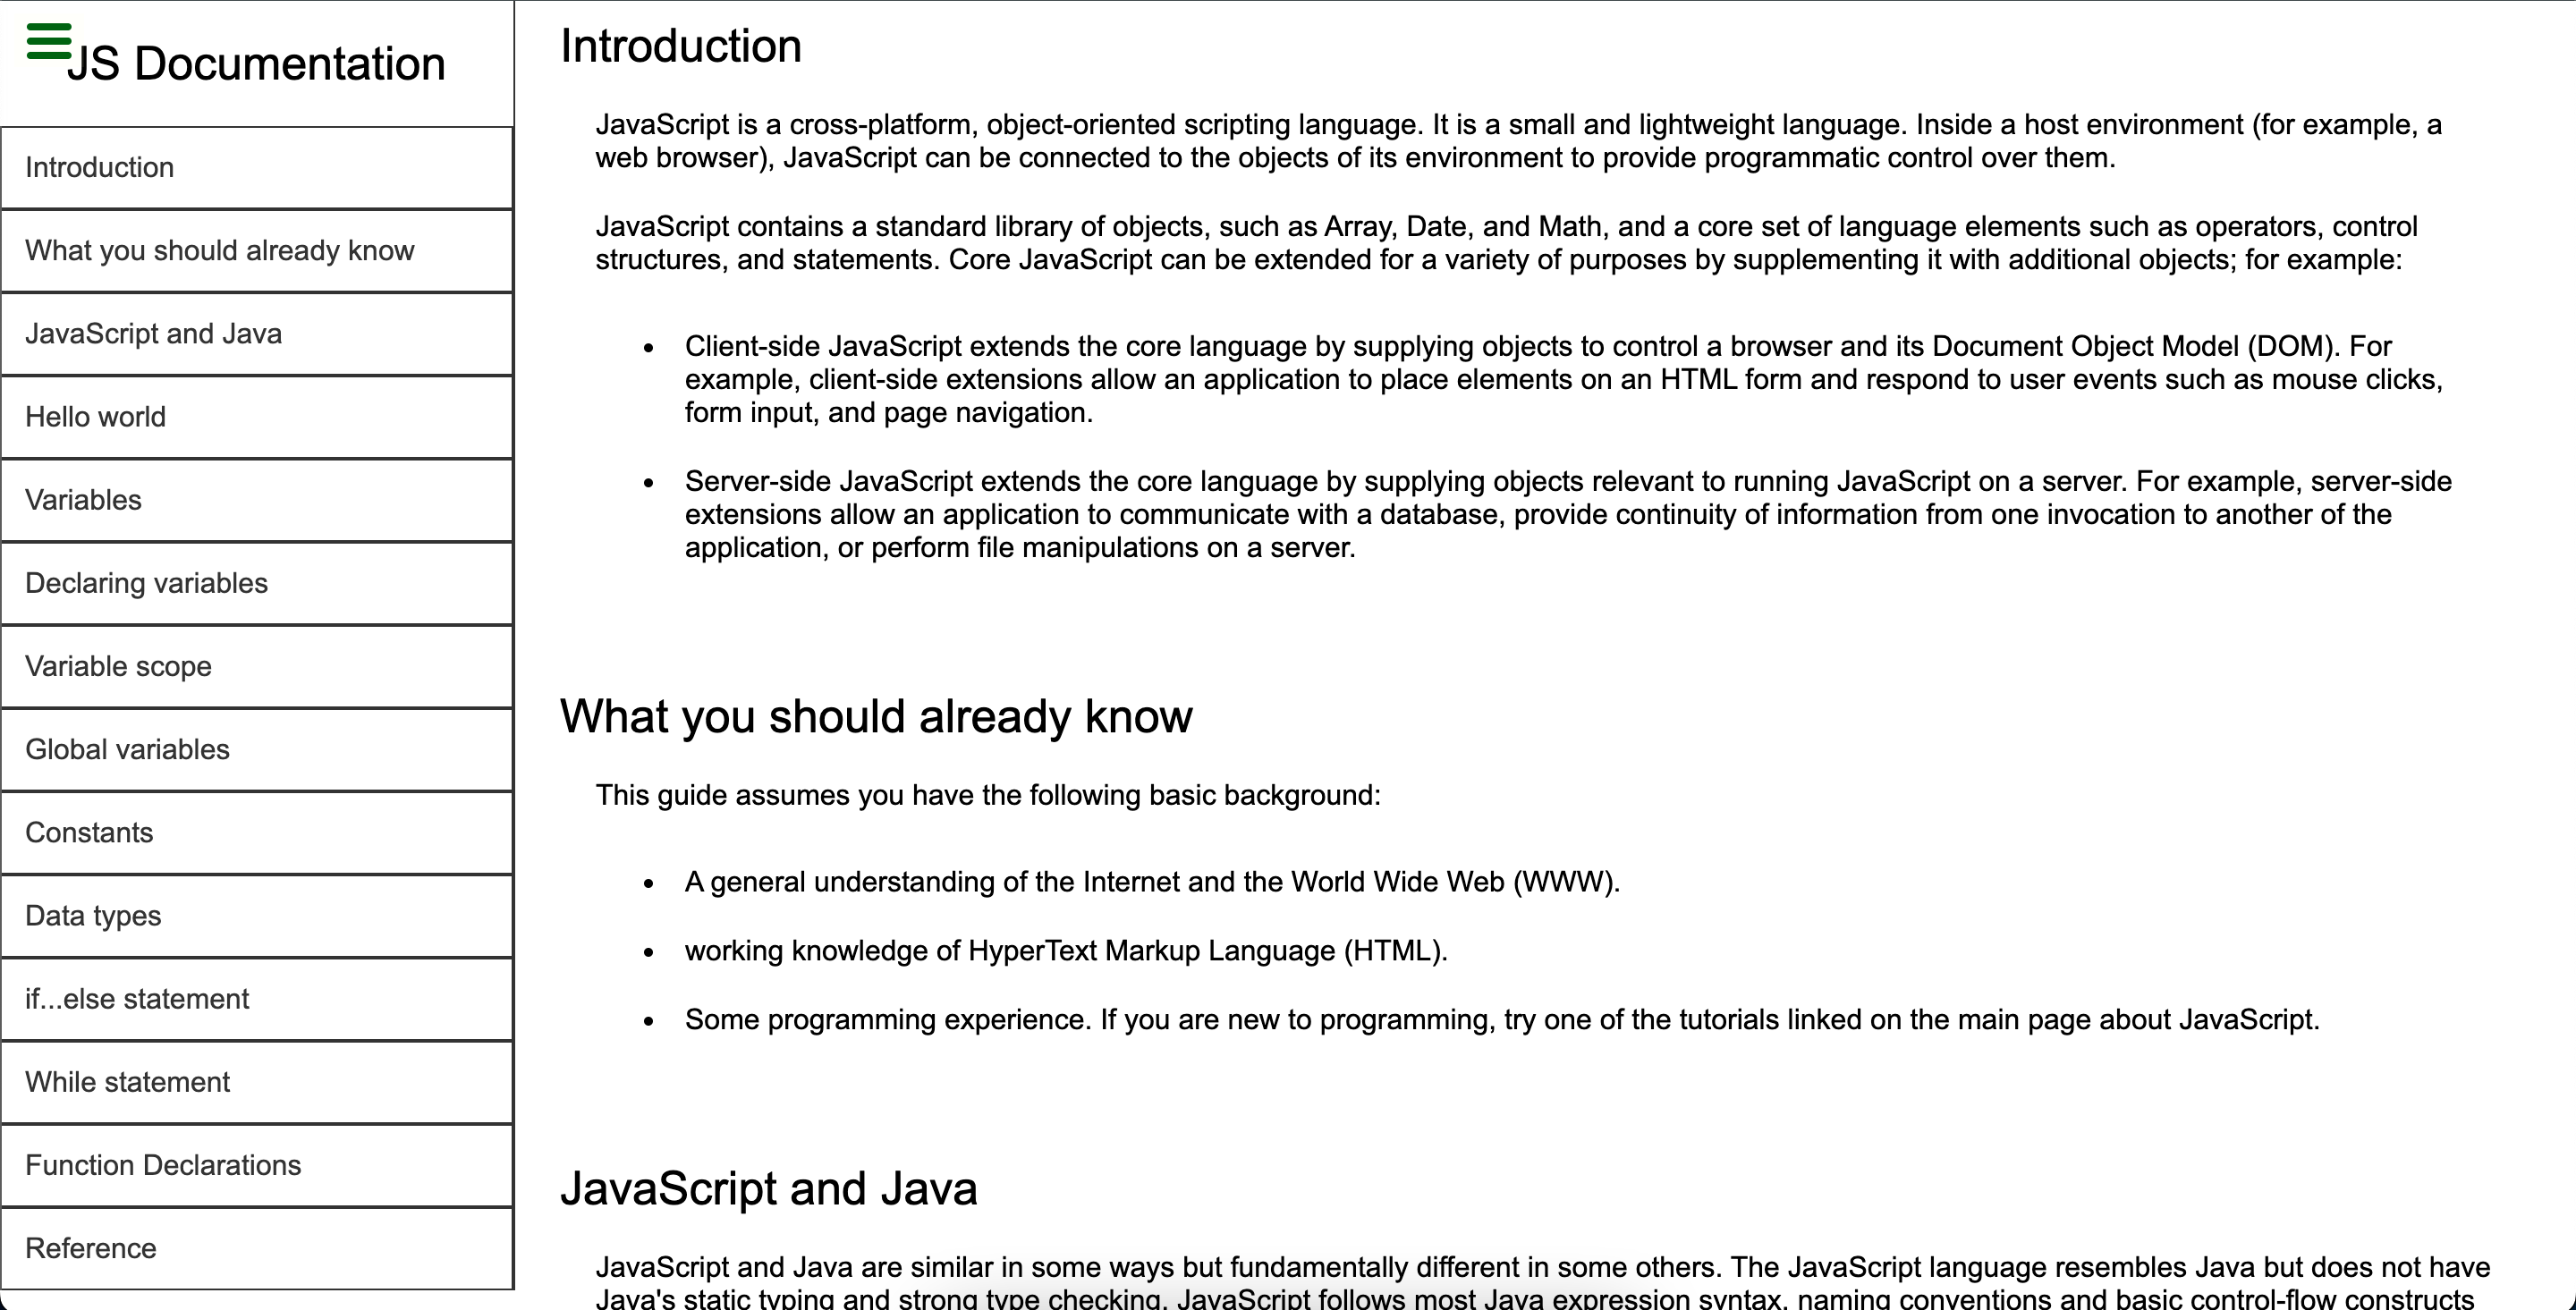 JS Documentation
Introduction
What you should already know
JavaScript and Java
Hello world
Variables
Declaring variables
Variable scope
Global variables
Constants
Data types
if...else statement
While statement
Function Declarations
Reference
Introduction
JavaScript is a cross-platform, object-oriented scripting language. It is a small and lightweight language. Inside a host environment (for example, a
web browser), JavaScript can be connected to the objects of its environment to provide programmatic control over them.
JavaScript contains a standard library of objects, such as Array, Date, and Math, and a core set of language elements such as operators, control
structures, and statements. Core JavaScript can be extended for a variety of purposes by supplementing it with additional objects; for example:
• Client-side JavaScript extends the core language by supplying objects to control a browser and its Document Object Model (DOM). For
example, client-side extensions allow an application to place elements on an HTML form and respond to user events such as mouse clicks,
form input, and page navigation.
• Server-side JavaScript extends the core language by supplying objects relevant to running JavaScript on a server. For example, server-side
extensions allow an application to communicate with a database, provide continuity of information from one invocation to another of the
application, or perform file manipulations on a server.
What you should already know
This guide assumes you have the following basic background:
• A general understanding of the Internet and the World Wide Web (WWW).
• working knowledge of HyperText Markup Language (HTML).
• Some programming experience. If you are new to programming, try one of the tutorials linked on the main page about JavaScript.
JavaScript and Java
JavaScript and Java are similar in some ways but fundamentally different in some others. The JavaScript language resembles Java but does not have
Java's static typing and strong type checking. JavaScript follows most Java expression syntax, naming conventions and basic control-flow constructs